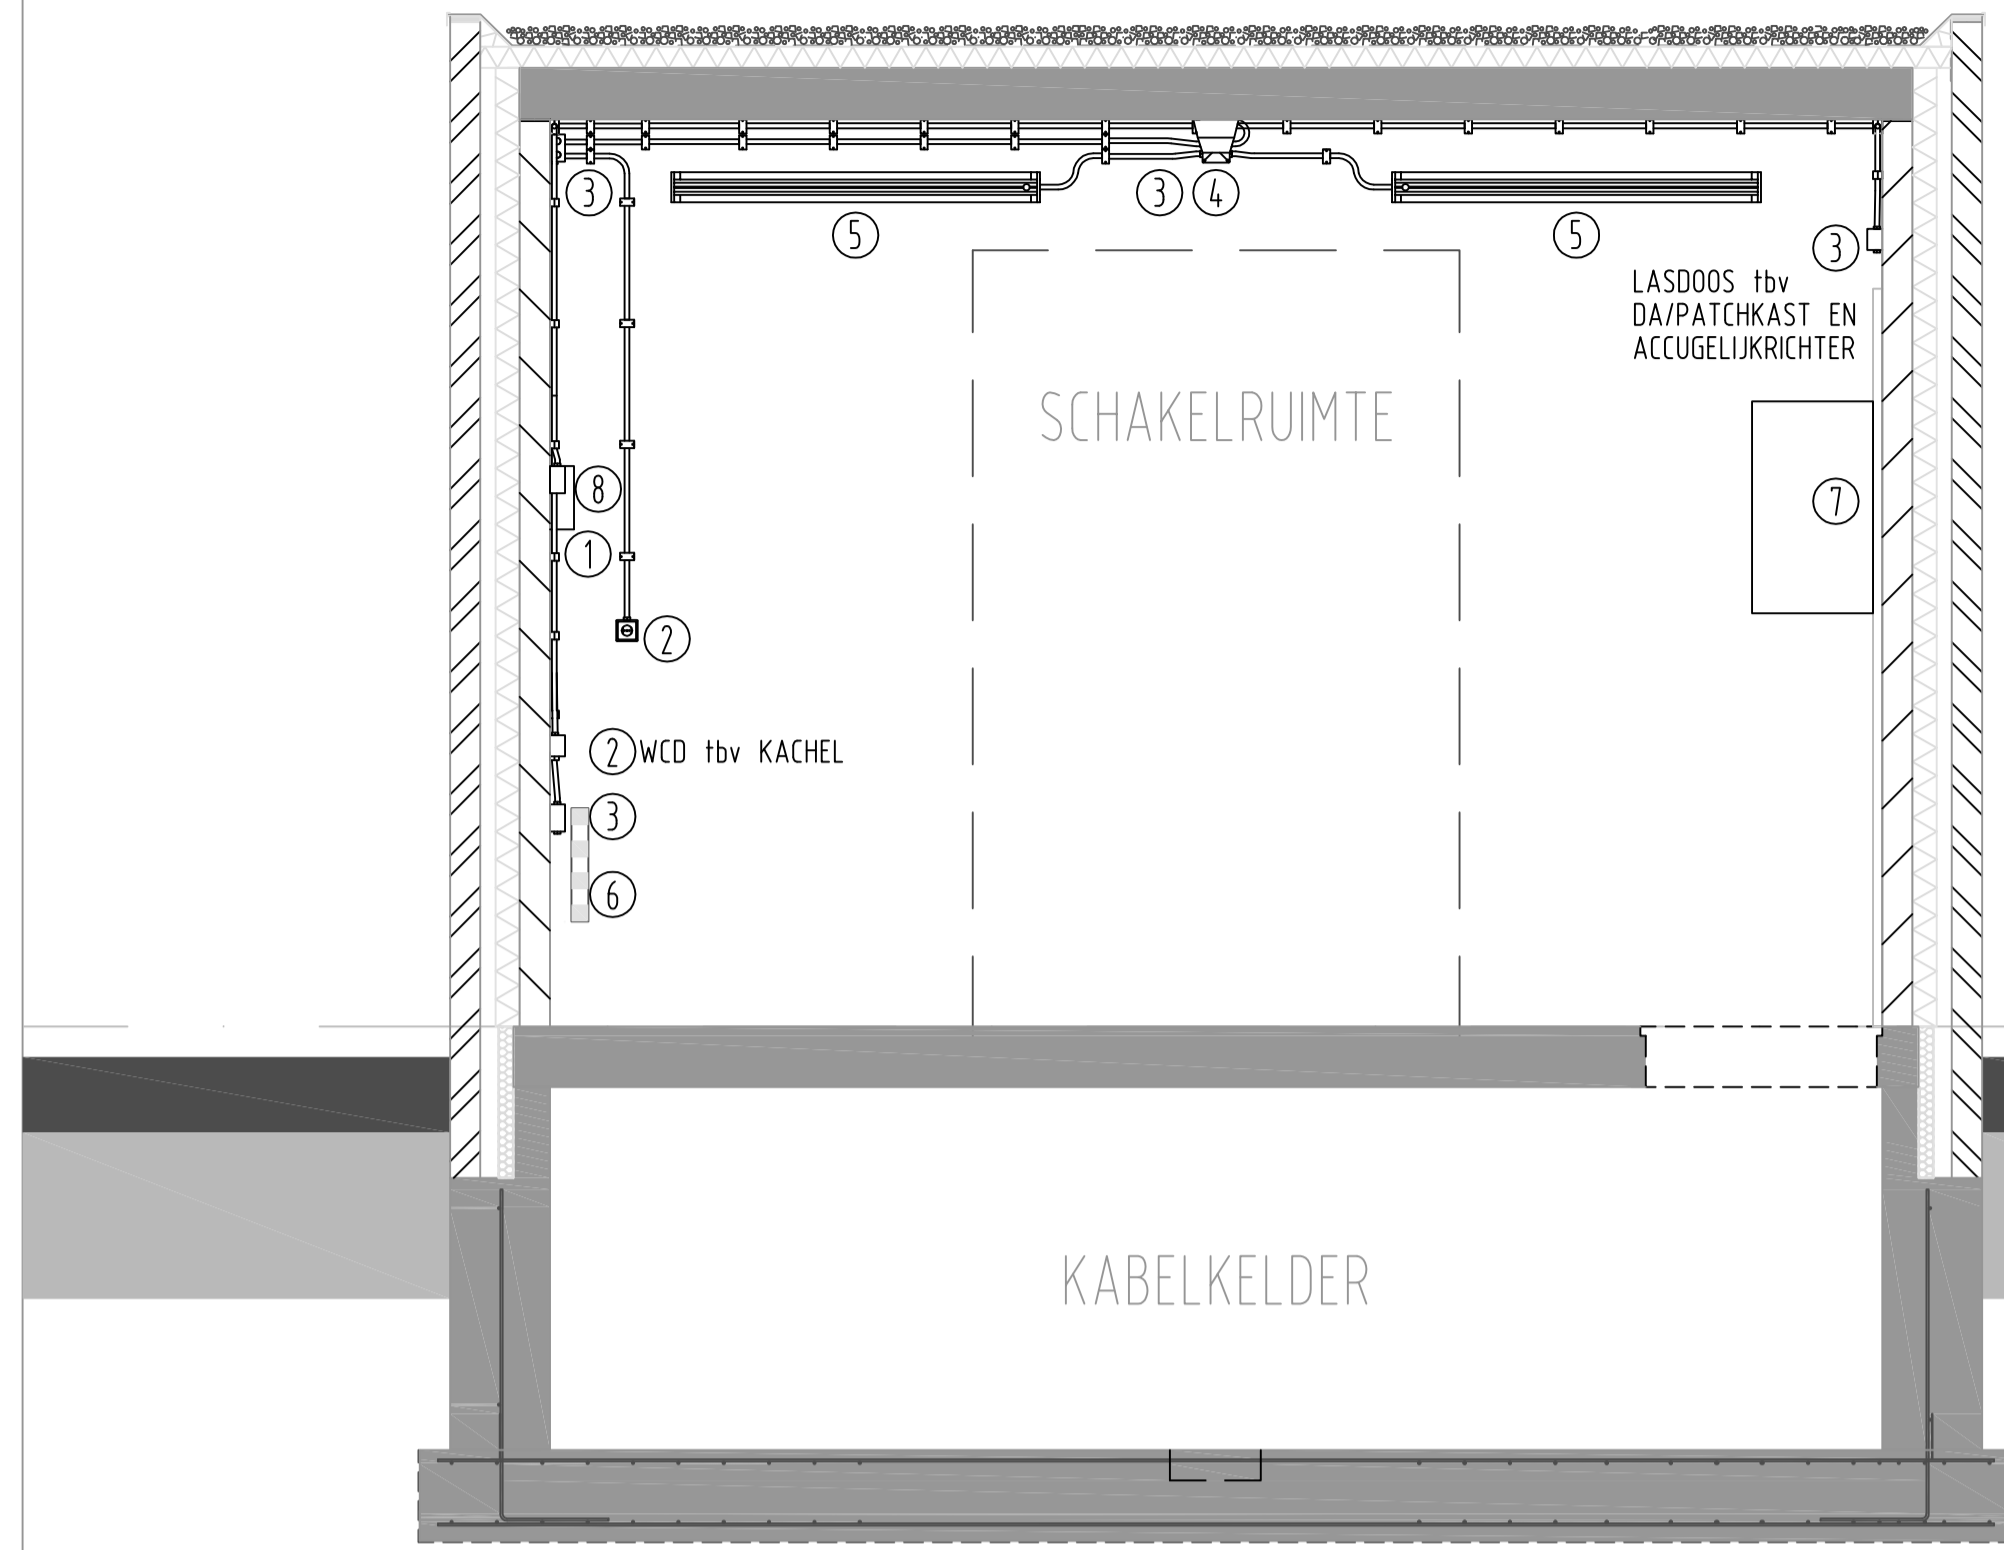 3
3
4
5
5
3
LASDOOS tbv
DA/PATCHKAST EN
ACCUGELIJKRICHTER
SCHAKELRUIMTE
8
7
1
2
2 WCD tbv KACHEL
3
6
KABELKELDER